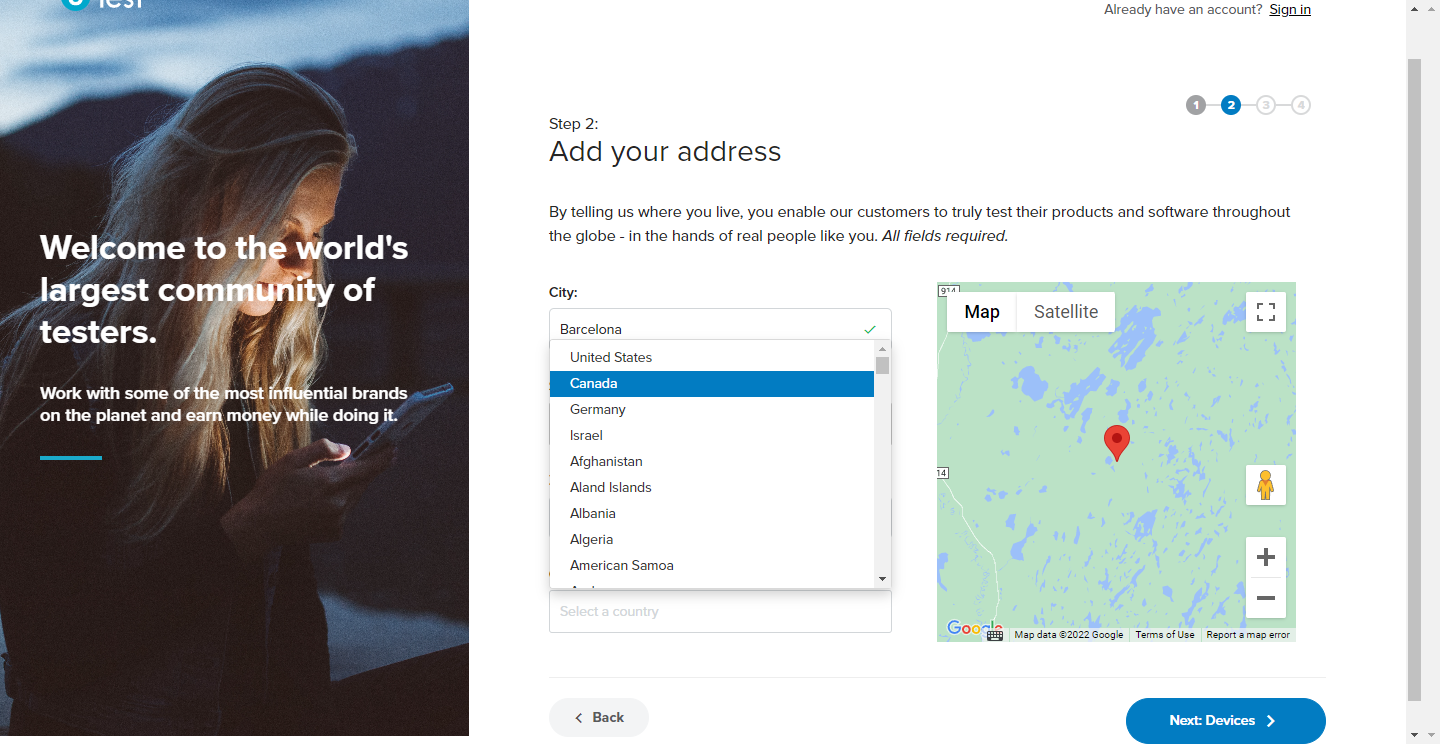 Test
Already have an account? Sign in
1 2 3 4
Step 2:
Add your address
By telling us where you live, you enable our customers to truly test their products and software throughout
the globe - in the hands of real people like you. All fields required.
Welcome to the world's
largest community of
testers.
Work with some of the most influential brands
on the planet and earn money while doing it.
City:
Barcelona
United States
Canada
Germany
Israel
Afghanistan
Aland Islands
Albania
Algeria
American Samoa
Select a country
914
Map Satellite
14
Google
Map data ©2022 Google Terms of Use Report a map error
Back
Next: Devices